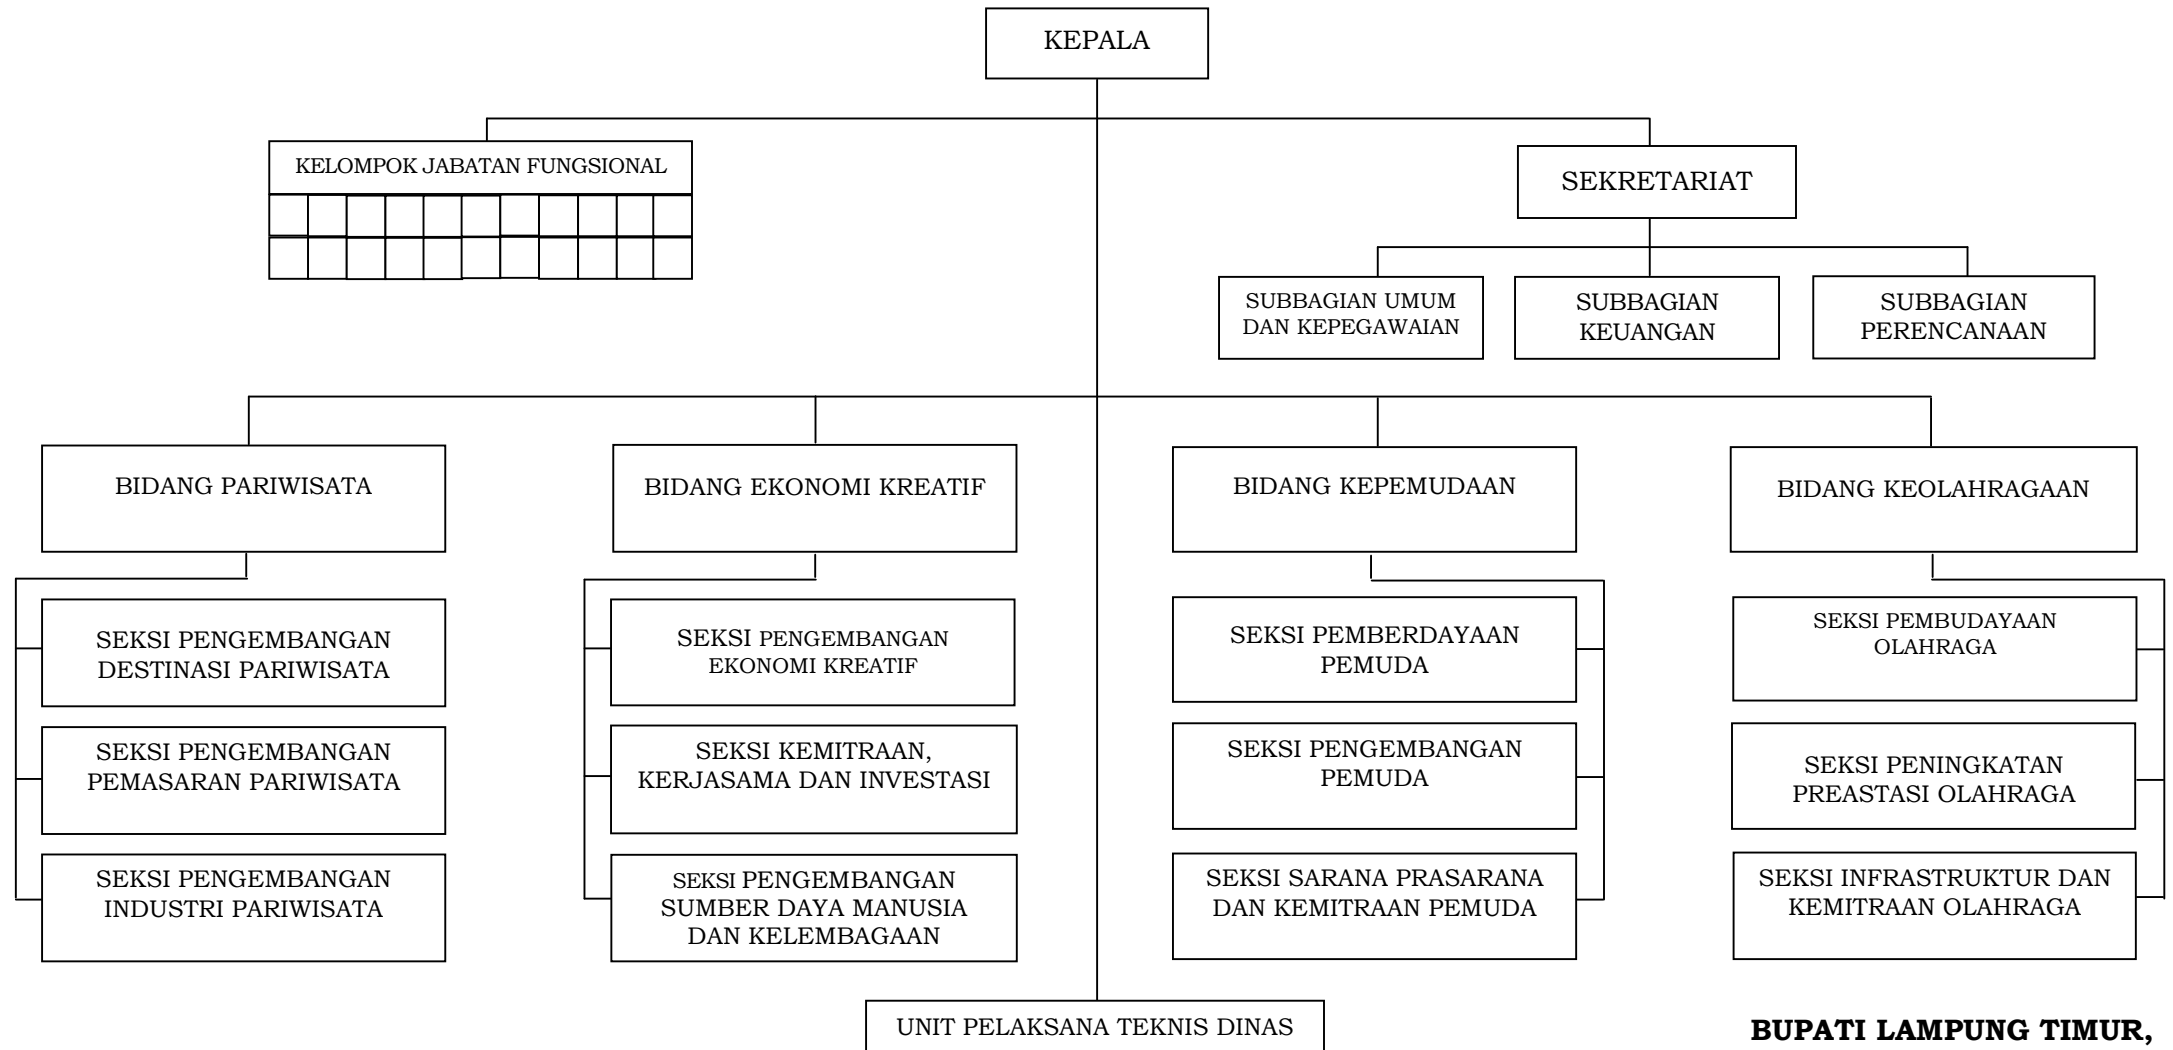 KEPALA
KELOMPOK JABATAN FUNGSIONAL
SEKRETARIAT
SUBBAGIAN UMUM
DAN KEPEGAWAIAN
SUBBAGIAN
KEUANGAN
SUBBAGIAN
PERENCANAAN
BIDANG PARIWISATA
BIDANG EKONOMI KREATIF
BIDANG KEPEMUDAAN
BIDANG KEOLAHRAGAAN
SEKSI PENGEMBANGAN
DESTINASI PARIWISATA
SEKSI PENGEMBANGAN
EKONOMI KREATIF
SEKSI PEMBERDAYAAN
PEMUDA
SEKSI PEMBUDAYAAN
OLAHRAGA
SEKSI PENGEMBANGAN
PEMASARAN PARIWISATA
SEKSI KEMITRAAN,
KERJASAMA DAN INVESTASI
SEKSI PENGEMBANGAN
PEMUDA
SEKSI PENINGKATAN
PREASTASI OLAHRAGA
SEKSI PENGEMBANGAN
INDUSTRI PARIWISATA
SEKSI PENGEMBANGAN
SUMBER DAYA MANUSIA
DAN KELEMBAGAAN
SEKSI SARANA PRASARANA
DAN KEMITRAAN PEMUDA
SEKSI INFRASTRUKTUR DAN
KEMITRAAN OLAHRAGA
UNIT PELAKSANA TEKNIS DINAS
BUPATI LAMPUNG TIMUR,